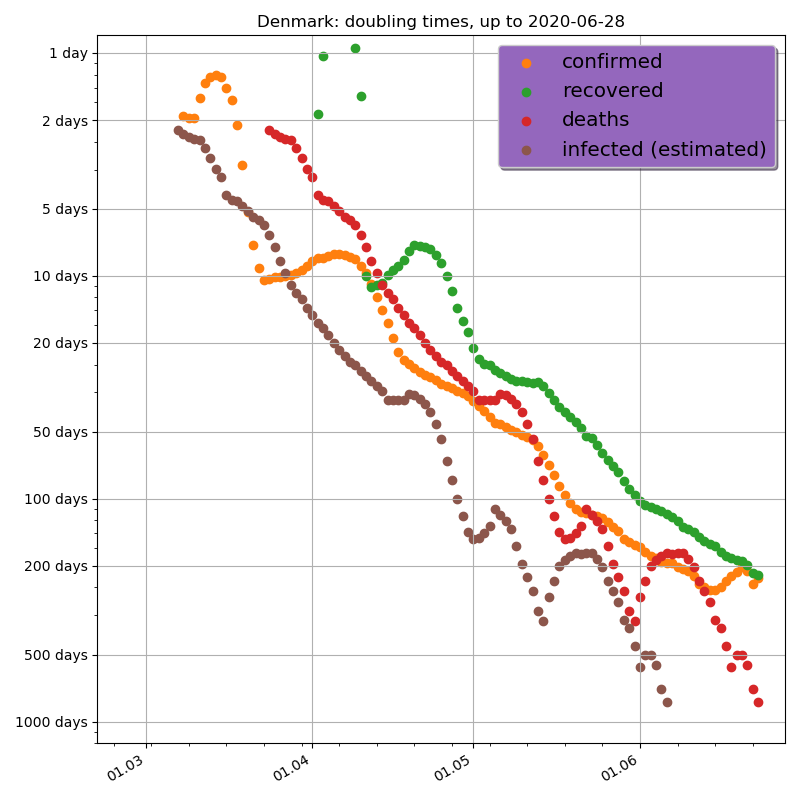 Denmark: doubling times, up to 2020-06-28
1 day
2 days
5 days
10 days
20 days
50 days
100 days
200 days
500 days
1000 days
confirmed
recovered
deaths
infected (estimated)
01.03
01.04
01.05
01.06